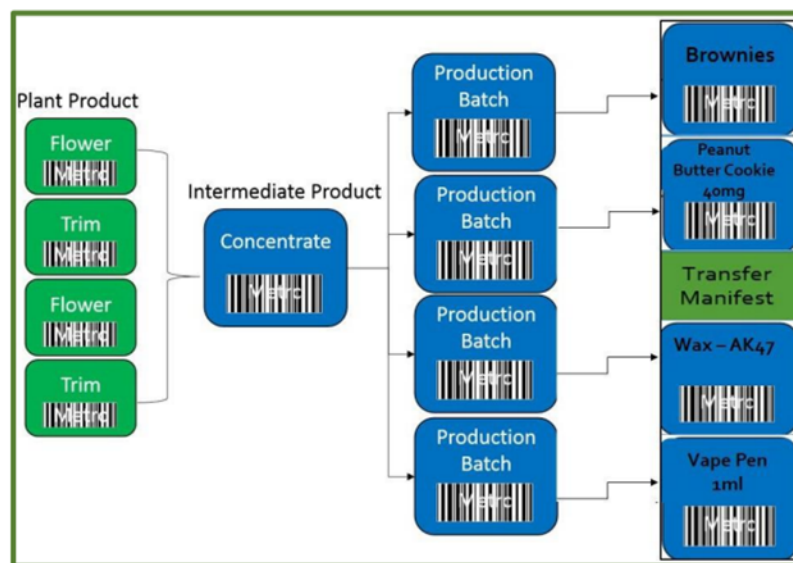 Plant Product
Flower
Metrc
Trim
Metrc
Flower
Metrc
Trim
Metrc
Intermediate Product
Concentrate
Metrc
Production
Batch
Metrc
Production
Batch
Metrc
Production
Batch
Metrc
Production
Batch
Metrc
Brownies
Metrc
Peanut
Butter Cookie
40mg
Metrc
Transfer
Manifest
Wax – AK47
Metrc
Vape Pen
1ml
Metrc